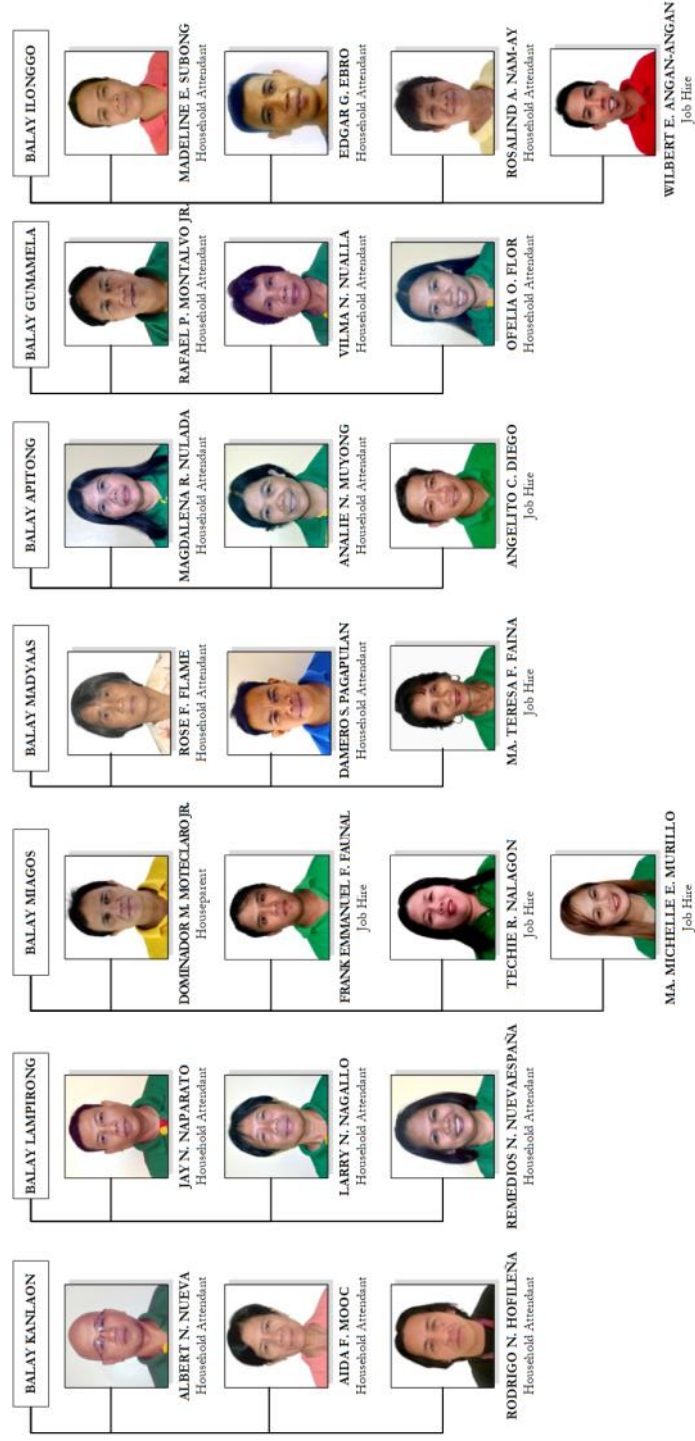 BALAY KANLAON
ALBERT N. NUEVA
Household Attendant
AIDA F. MOOC
Household Attendant
RODRIGO N. HOFILEÑA
Household Attendant
BALAY LAMPIRONG
JAY N. NAPARATO
Household Attendant
LARRY N. NAGALLO
Household Attendant
REMEDIOS N. NUEVAESPAÑA
Household Attendant
BALAY MIAGOS
DOMINADOR M. MOTECLARO JR.
Houseparent
FRANK EMMANUEL F. FAUNAL
Job Hire
TECHIE R. NALAGON
Job Hire
MA. MICHELLE E. MURILLO
Job Hire
BALAY MADYAAS
ROSE F. FLAME
Household Attendant
DAMERO S. PAGAPULAN
Household Attendant
MA. TERESA F. FAINA
Job Hire
BALAY APITONG
MAGDALENA R. NULADA
Household Attendant
ANALIE N. MUYONG
Household Attendant
ANGELITO C. DIEGO
Job Hire
BALAY GUMAMELA
RAFAEL P. MONTALVO JR.
Household Attendant
VILMA N. NUALLA
Household Attendant
OFELIA O. FLOR
Household Attendant
BALAY ILONGGO
MADELINE E. SUBONG
Household Attendant
EDGAR G. EBRO
Household Attendant
ROSALIND A. NAM-AY
Household Attendant
WILBERT E. ANGAN-ANGAN
Job Hire